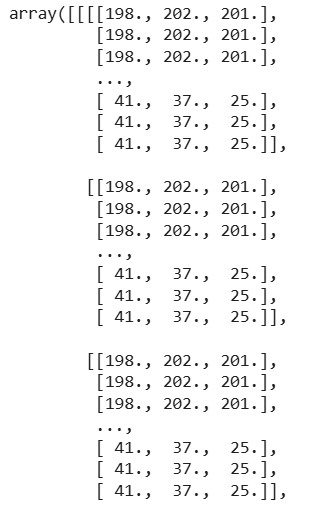 array([[[[198., 202., 201.],
[198., 202., 201.],
[198., 202., 201.],
...,
[ 41., 37., 25.],
[ 41., 37., 25.],
[ 41., 37., 25.]],
[[198., 202., 201.],
[198., 202., 201.],
[198., 202., 201.],
...,
[ 41., 37., 25.],
[ 41., 37., 25.],
[ 41., 37., 25.]],
[[198., 202., 201.],
[198., 202., 201.],
[198., 202., 201.],
...,
[ 41., 37., 25.],
[ 41., 37., 25.],
[ 41., 37., 25.]],